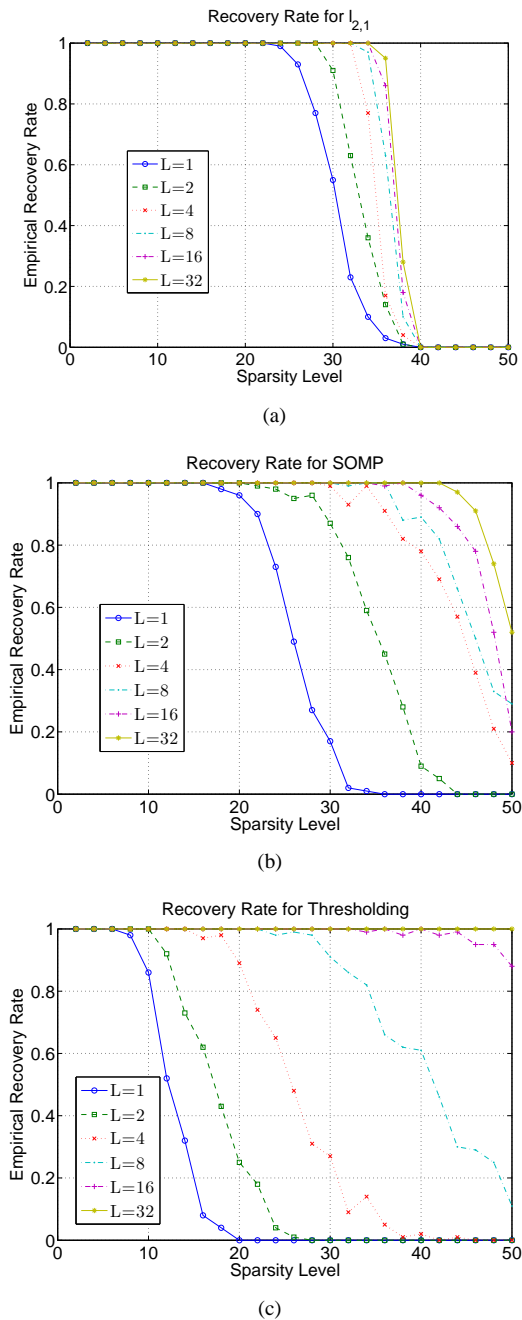 Recovery Rate for l2,1
Empirical Recovery Rate
1
0.8
0.6
0.4
0.2
0
L=1
L=2
L=4
L=8
L=16
L=32
0 10 20 30 40 50
Sparsity Level
(a)
Recovery Rate for SOMP
Empirical Recovery Rate
1
0.8
0.6
0.4
0.2
0
L=1
L=2
L=4
L=8
L=16
L=32
0 10 20 30 40 50
Sparsity Level
(b)
Recovery Rate for Thresholding
Empirical Recovery Rate
1
0.8
0.6
0.4
0.2
0
L=1
L=2
L=4
L=8
L=16
L=32
0 10 20 30 40 50
Sparsity Level
(c)